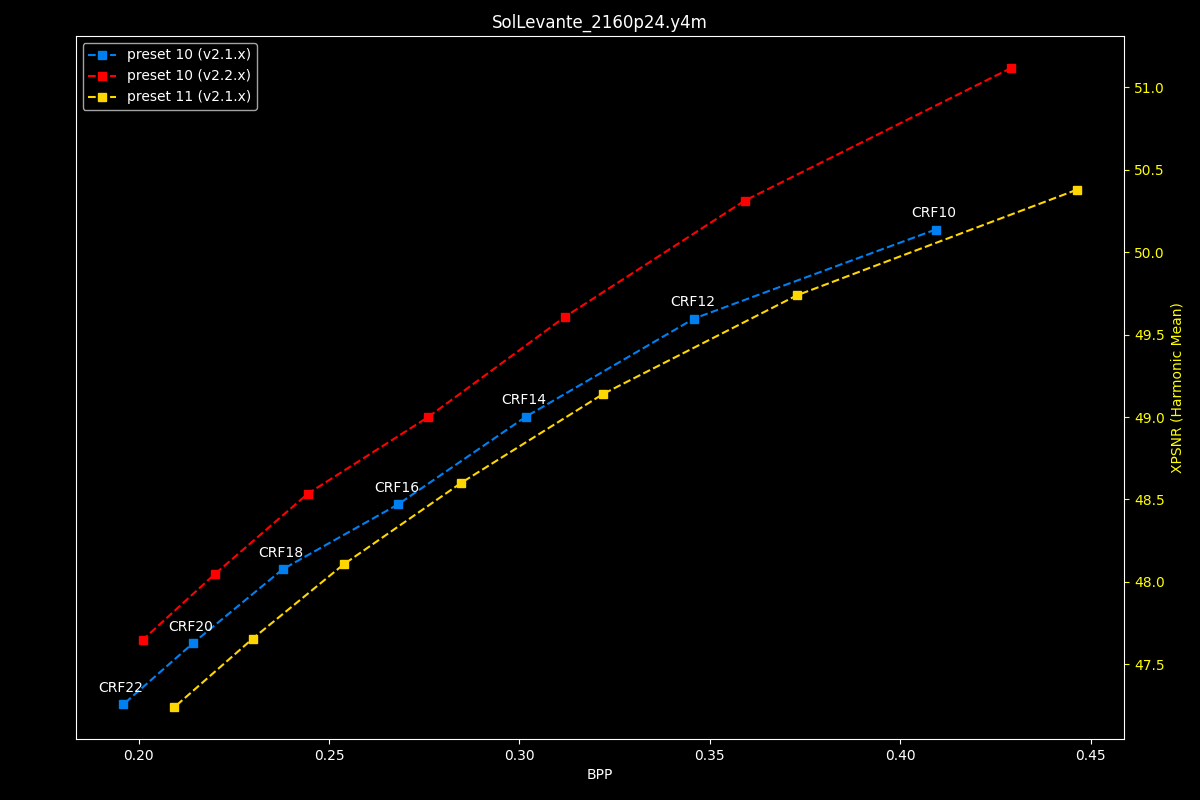 SolLevante_2160p24.y4m
preset 10 (v2.1.x)
preset 10 (v2.2.x)
preset 11 (v2.1.x)
CRF10
CRF12
CRF14
CRF16
CRF18
CRF20
CRF22
51.0
50.5
50.0
49.5
49.0
48.5
48.0
47.5
XPSNR (Harmonic Mean)
0.20 0.25 0.30 0.35 0.40 0.45
BPP